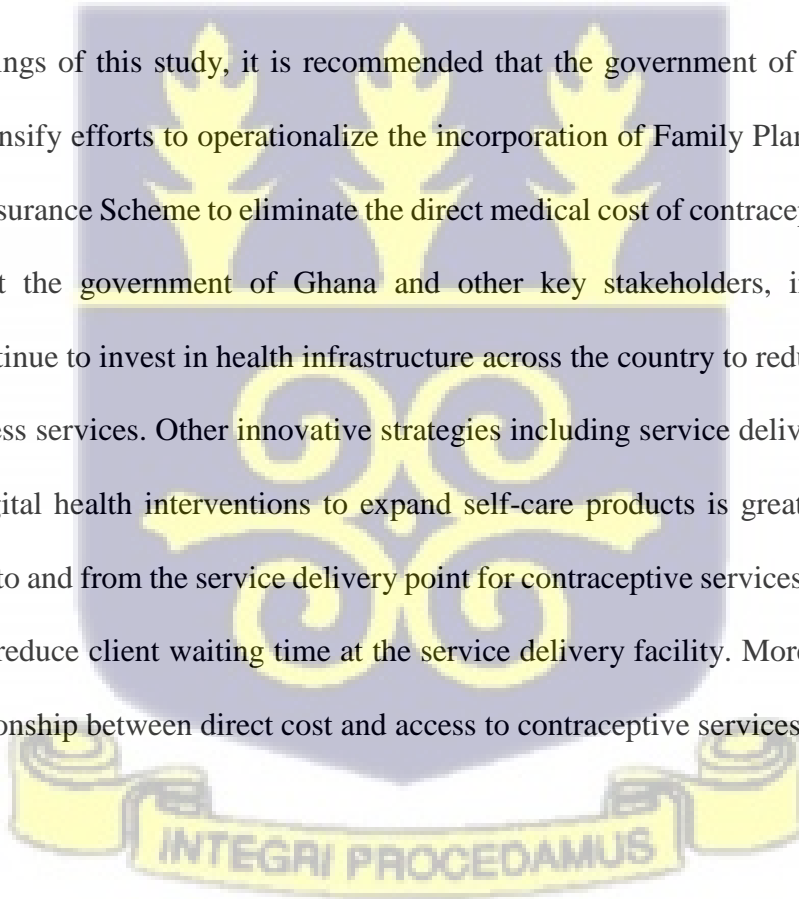 ings of this study, it is recommended that the government of
nsify efforts to operationalize the incorporation of Family Plan
surance Scheme to eliminate the direct medical cost of contracep
t the government of Ghana and other key stakeholders, i
tinue to invest in health infrastructure across the country to redu
ess services. Other innovative strategies including service deliv
gital health interventions to expand self-care products is great
to and from the service delivery point for contraceptive services
reduce client waiting time at the service delivery facility. More
onship between direct cost and access to contraceptive services
INTEGRI PROCEDAMUS